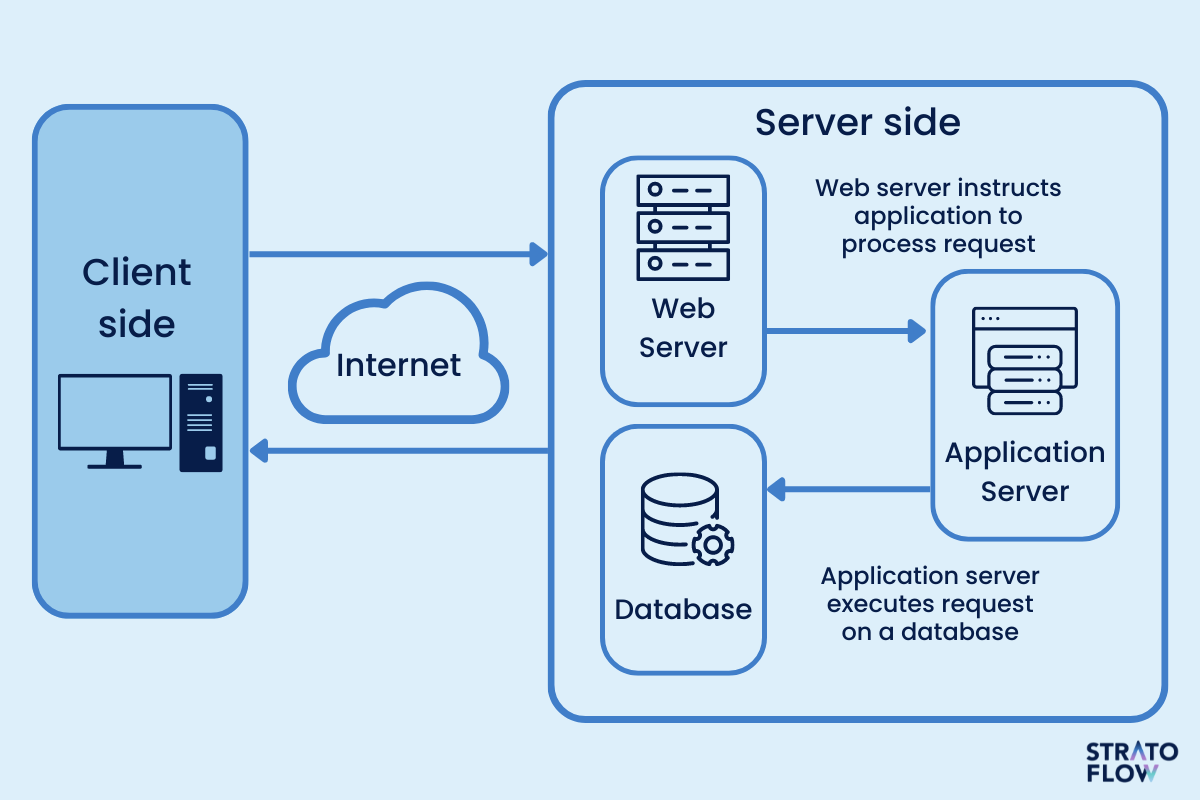 Client
side
Internet
Server side
Web
Server
Web server instructs
application to
process request
Application
Server
Database
Application server
executes request
on a database
STRATO
FLOW